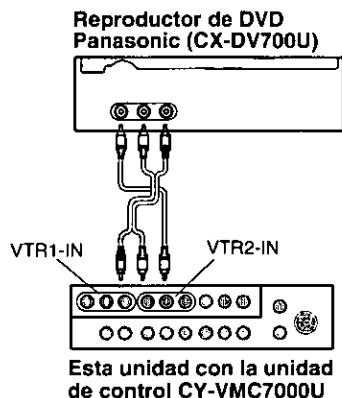 Reproductor de DVD
Panasonic (CX-DV700U)
VTR1-IN
VTR2-IN
Esta unidad con la unidad
de control CY-VMC7000U